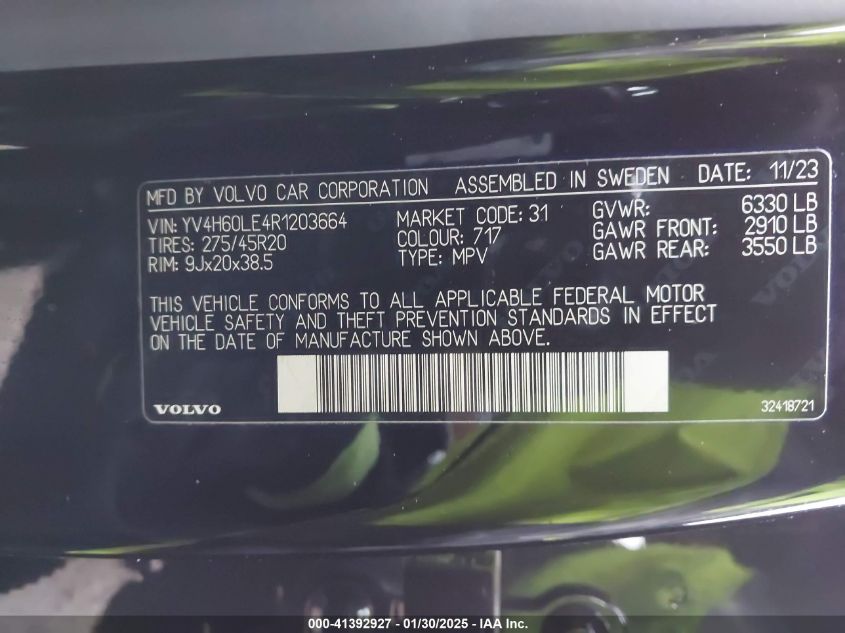 MFD BY VOLVO CAR CORPORATION ASSEMBLED IN SWEDEN DATE: 11/23
VIN: YV4H60LE4R1203664 MARKET CODE: 31 GVWR: 6330 LB
TIRES: 275/45R20 COLOUR: 717 GAWR FRONT: 2910 LB
RIM: 9Jx20x38.5 TYPE: MPV GAWR REAR: 3550 LB
THIS VEHICLE CONFORMS TO ALL APPLICABLE FEDERAL MOTOR
VEHICLE SAFETY AND THEFT PREVENTION STANDARDS IN EFFECT
ON THE DATE OF MANUFACTURE SHOWN ABOVE.
VOLVO 32418721
000-41392927 - 01/30/2025 - IAA Inc.